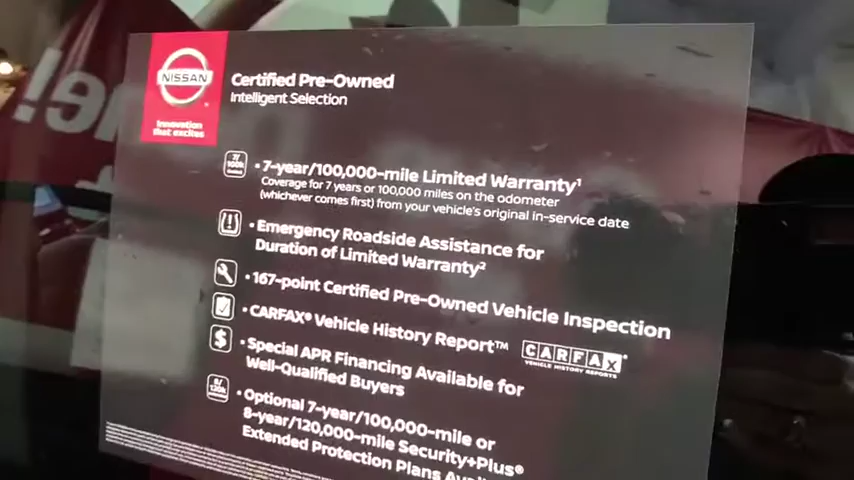 NISSAN
Innovation
that excites
Certified Pre-Owned
Intelligent Selection
7/
100k
• 7-year/100,000-mile Limited Warranty¹
Coverage for 7 years or 100,000 miles on the odometer
(whichever comes first) from your vehicle's original in-service date
• Emergency Roadside Assistance for
Duration of Limited Warranty²
• 167-point Certified Pre-Owned Vehicle Inspection
• CARFAX® Vehicle History Report™
CARFAX®
VEHICLE HISTORY REPORTS
$
• Special APR Financing Available for
Well-Qualified Buyers
8/
120k
• Optional 7-year/100,000-mile or
8-year/120,000-mile Security+Plus®
Extended Protection Plans